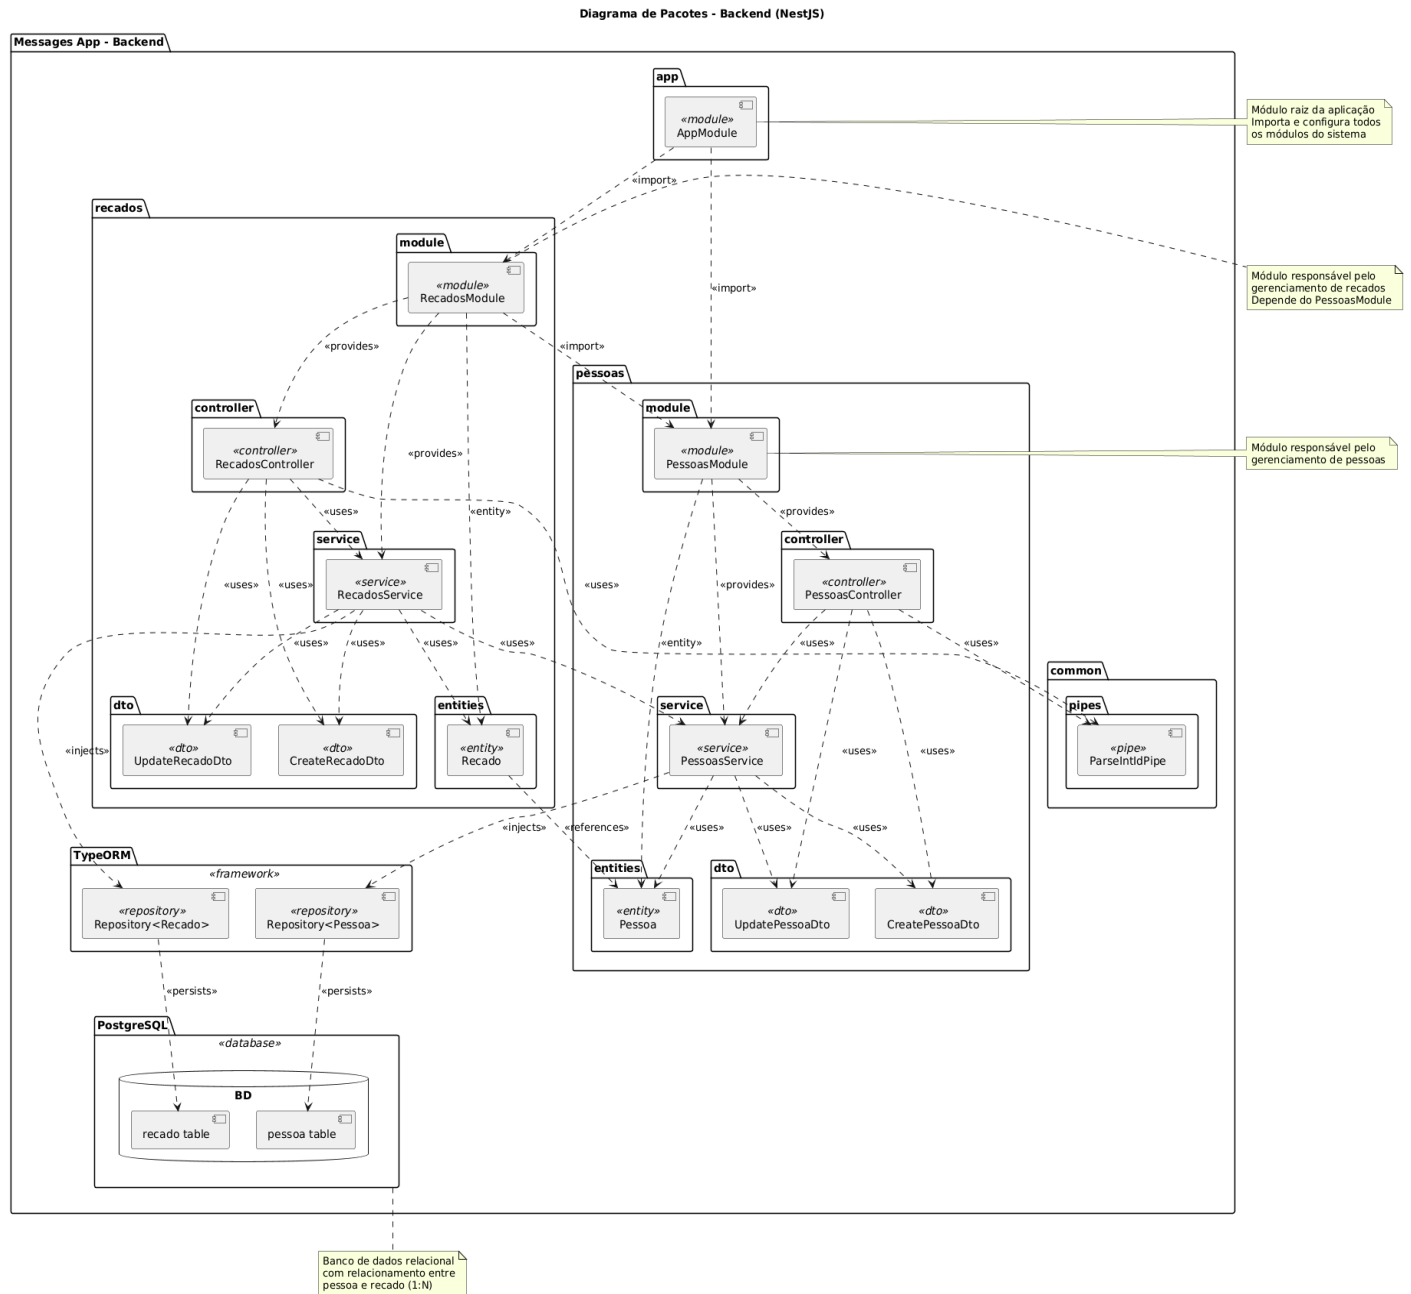 Diagrama de Pacotes - Backend (NestJS)
Messages App - Backend
app
«module»
AppModule
Módulo raiz da aplicação
Importa e configura todos
os módulos do sistema
«import»
recados
module
«module»
RecadosModule
Módulo responsável pelo
gerenciamento de recados
Depende do PessoasModule
«import»
«provides»
«import»
pessoas
controller
«controller»
RecadosController
module
«module»
PessoasModule
Módulo responsável pelo
gerenciamento de pessoas
«provides»
«uses»
«entity»
«provides»
service
«service»
RecadosService
controller
«controller»
PessoasController
«uses»
«uses»
«uses»
«provides»
«uses»
«uses»
«uses»
«uses»
«entity»
«uses»
«uses»
common
pipes
«pipe»
ParseIntIdPipe
dto
«dto»
UpdateRecadoDto
«dto»
CreateRecadoDto
entities
«entity»
Recado
service
«service»
PessoasService
«injects»
«uses»
«uses»
«injects»
«references»
«uses»
«uses»
«uses»
TypeORM
«framework»
«repository»
Repository<Recado>
«repository»
Repository<Pessoa>
entities
«entity»
Pessoa
dto
«dto»
UpdatePessoaDto
«dto»
CreatePessoaDto
«persists»
«persists»
PostgreSQL
«database»
BD
recado table
pessoa table
Banco de dados relacional
com relacionamento entre
pessoa e recado (1:N)